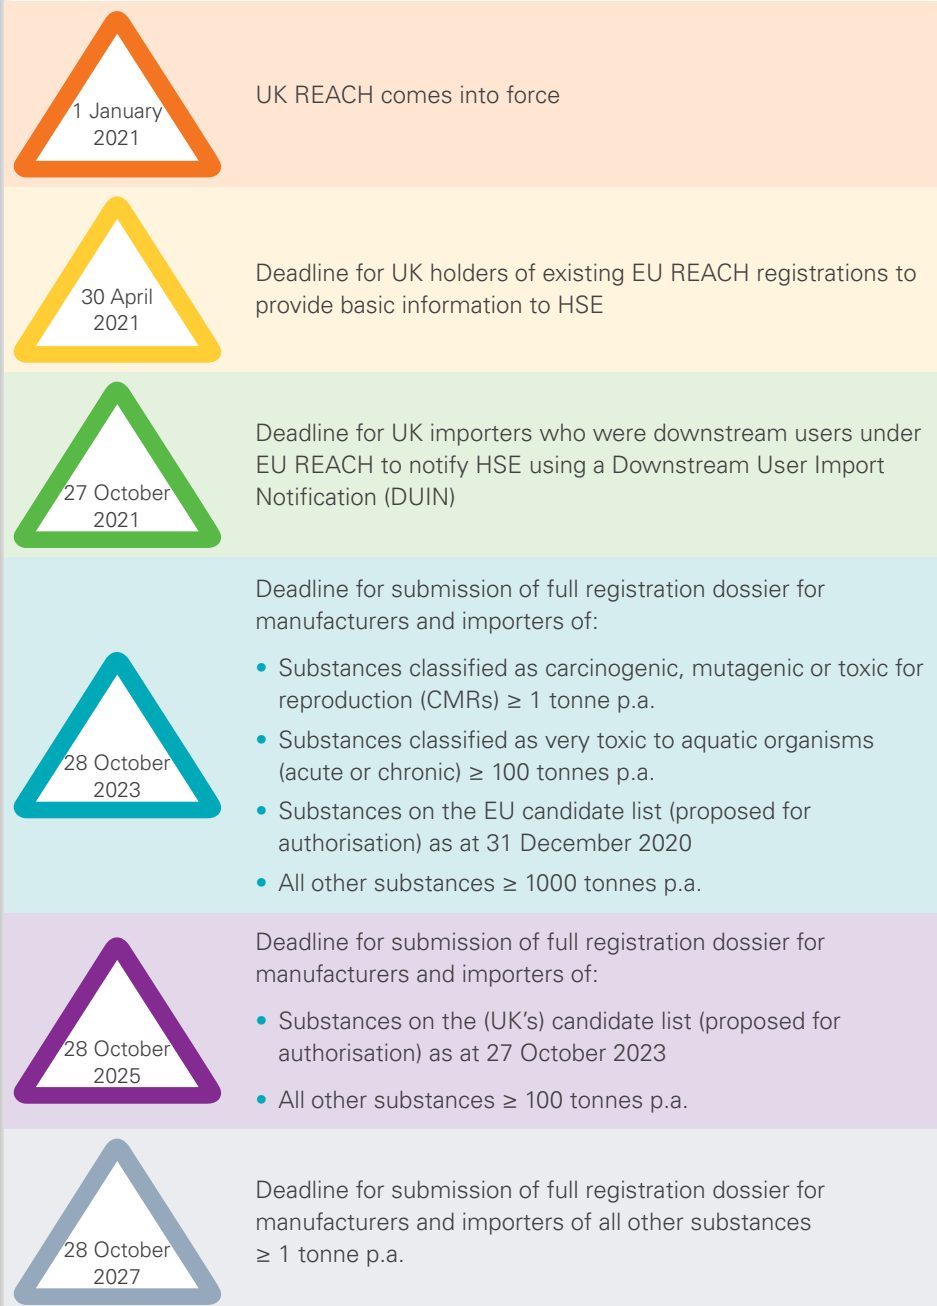 1 January
2021
UK REACH comes into force
30 April
2021
Deadline for UK holders of existing EU REACH registrations to
provide basic information to HSE
27 October
2021
Deadline for UK importers who were downstream users under
EU REACH to notify HSE using a Downstream User Import
Notification (DUIN)
28 October
2023
Deadline for submission of full registration dossier for
manufacturers and importers of:
• Substances classified as carcinogenic, mutagenic or toxic for
reproduction (CMRs) ≥ 1 tonne p.a.
• Substances classified as very toxic to aquatic organisms
(acute or chronic) ≥ 100 tonnes p.a.
• Substances on the EU candidate list (proposed for
authorisation) as at 31 December 2020
• All other substances ≥ 1000 tonnes p.a.
28 October
2025
Deadline for submission of full registration dossier for
manufacturers and importers of:
• Substances on the (UK's) candidate list (proposed for
authorisation) as at 27 October 2023
• All other substances ≥ 100 tonnes p.a.
28 October
2027
Deadline for submission of full registration dossier for
manufacturers and importers of all other substances
≥ 1 tonne p.a.